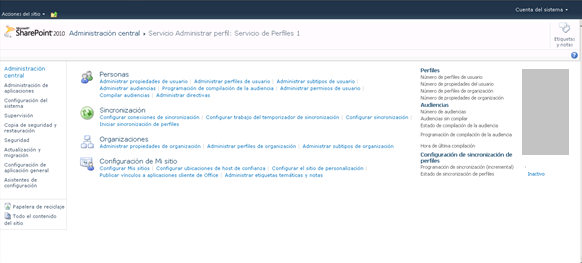 Acciones del sitio
Cuenta del sistema
Microsoft
SharePoint 2010
Administración central ▸ Servicio Administrar perfil: Servicio de Perfiles 1
Etiquetas
y notas
Administración
central
Administración de
aplicaciones
Configuración del
sistema
Supervisión
Copia de seguridad y
restauración
Seguridad
Actualización y
migración
Configuración de
aplicación general
Asistentes de
configuración
Papelera de reciclaje
Todo el contenido
del sitio
Personas
Administrar propiedades de usuario | Administrar perfiles de usuario | Administrar subtipos de usuario |
Administrar audiencias | Programación de compilación de la audiencia | Administrar permisos de usuario |
Compilar audiencias | Administrar directivas
Sincronización
Configurar conexiones de sincronización | Configurar trabajo del temporizador de sincronización | Configurar sincronización |
Iniciar sincronización de perfiles
Organizaciones
Administrar propiedades de organización | Administrar perfiles de organización | Administrar subtipos de organización
Configuración de Mi sitio
Configurar Mis sitios | Configurar ubicaciones de host de confianza | Configurar el sitio de personalización |
Publicar vínculos a aplicaciones cliente de Office | Administrar etiquetas temáticas y notas
Perfiles
Número de perfiles de usuario
Número de propiedades de usuario
Número de perfiles de organización
Número de propiedades de organización
Audiencias
Número de audiencias
Audiencias sin compilar
Estado de compilación de la audiencia
Programación de compilación de la audiencia
Hora de última compilación
Configuración de sincronización de
perfiles
Programación de sincronización (incremental)
Estado de sincronización de perfiles Inactivo